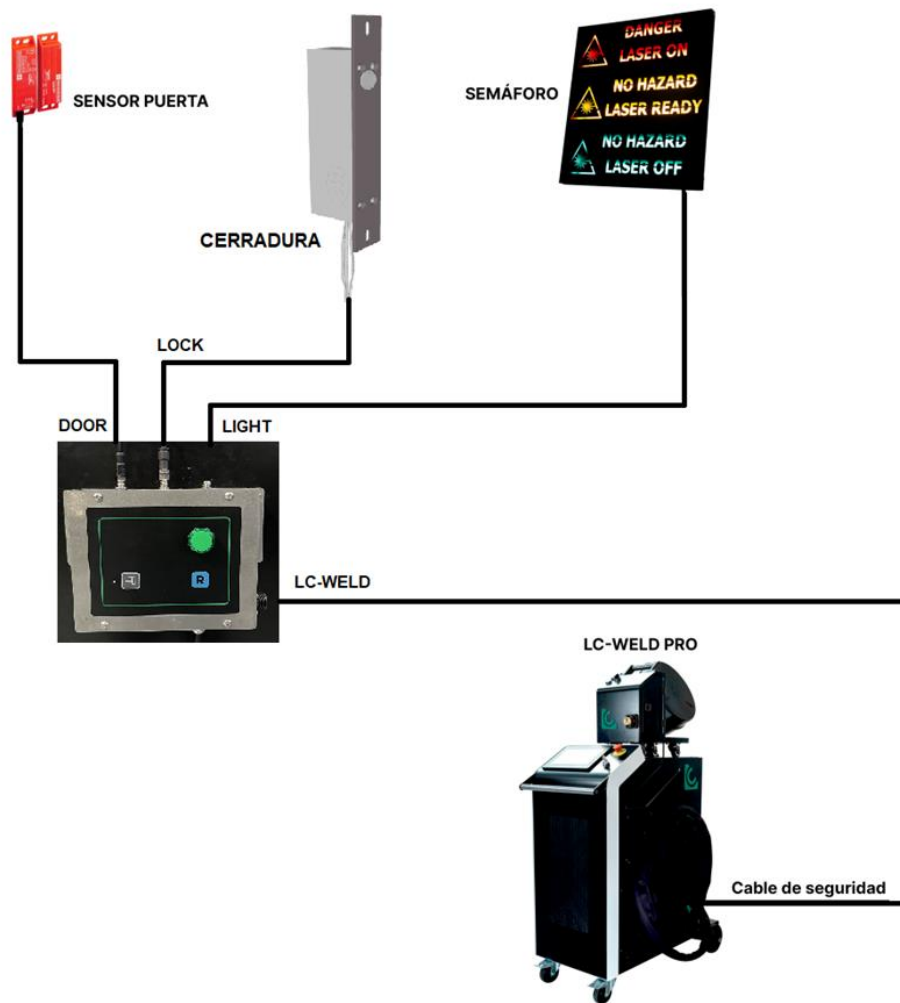 DANGER
LASER ON
NO HAZARD
LASER READY
NO HAZARD
LASER OFF
SENSOR PUERTA
SEMÁFORO
CERRADURA
LOCK
DOOR
LIGHT
R
LC-WELD
LC-WELD PRO
Cable de seguridad